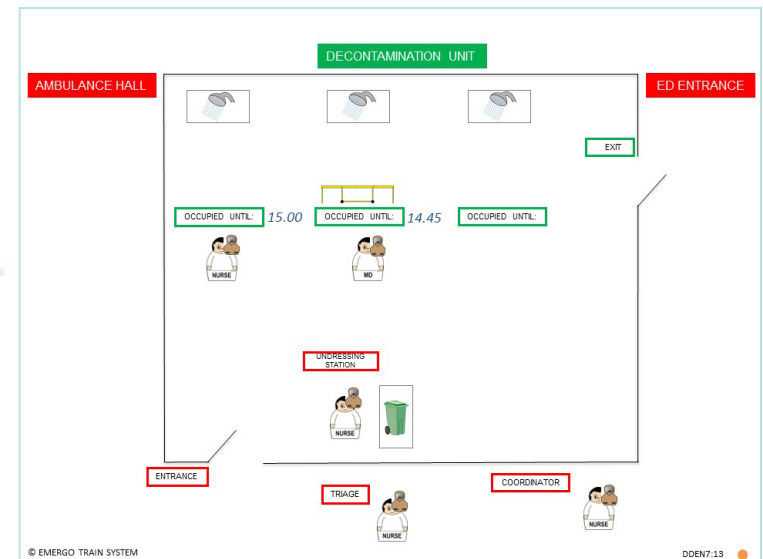 DECONTAMINATION UNIT
AMBULANCE HALL
ED ENTRANCE
EXIT
OCCUPIED UNTIL: 15.00
OCCUPIED UNTIL: 14.45
OCCUPIED UNTIL:
NURSE
MD
UNDRESSING
STATION
NURSE
ENTRANCE
TRIAGE
COORDINATOR
NURSE
NURSE
© EMERGO TRAIN SYSTEM
DDEN7:13